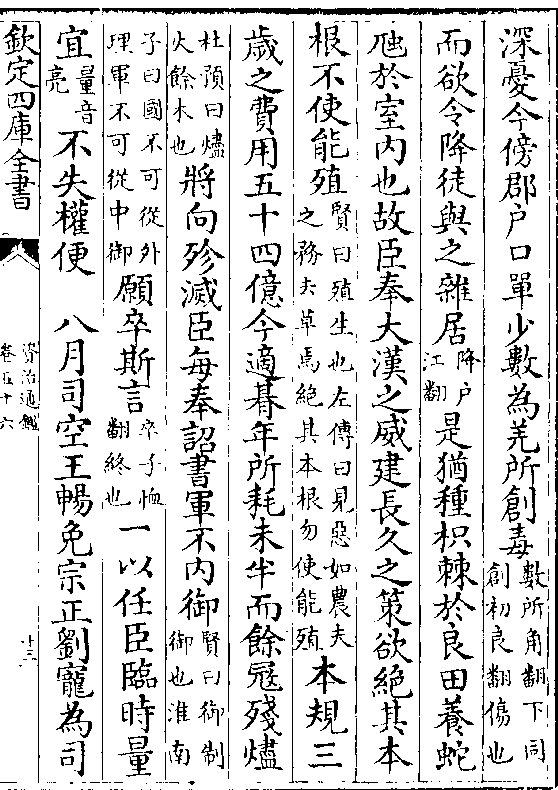 深憂今傍郡戶口單少數為羌所創毒數所角翻下同創初良翻傷也
而欲令降徒與之雜居降戶江翻是猶種枳棘於良田養蛇
虺於室內也故臣奉大漢之威建長久之策欲絶其本
根不使能殖賢曰殖生也左傳曰見惡如農夫之務去草焉絶其本根勿使能殖本規三
歲之費用五十四億今適朞年所耗未半而餘冦殘燼
杜預曰燼火餘木也將向殄滅臣每奉詔書軍不內御賢曰御制御也淮南
子曰國不可從外理軍不可從中御願卒斯言卒子恤翻終也一以任臣臨時量
宜量音亮不失權便　八月司空王暢免宗正劉寵為司
欽定四庫全書
資治通鑑
卷五十六
十三